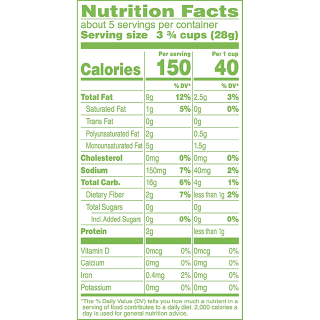 Nutrition Facts
about 5 servings per container
Serving size 3 ¾ cups (28g)
Per serving Per 1 cup
Calories 150 40
% DV* % DV*
Total Fat 9g 12% 2.5g 3%
Saturated Fat 1g 5% 0g 0%
Trans Fat 0g 0g
Polyunsaturated Fat 2g 0.5g
Monounsaturated Fat 5g 1.5g
Cholesterol 0mg 0% 0mg 0%
Sodium 150mg 7% 40mg 2%
Total Carb. 16g 6% 4g 1%
Dietary Fiber 2g 7% less than 1g 2%
Total Sugars 0g 0g
Incl. Added Sugars 0g 0% 0g 0%
Protein 2g less than 1g
Vitamin D 0mcg 0% 0mcg 0%
Calcium 0mg 0% 0mg 0%
Iron 0.4mg 2% 0mg 0%
Potassium 0mg 0% 0mg 0%
*The % Daily Value (DV) tells you how much a nutrient in a
serving of food contributes to a daily diet. 2,000 calories a
day is used for general nutrition advice.